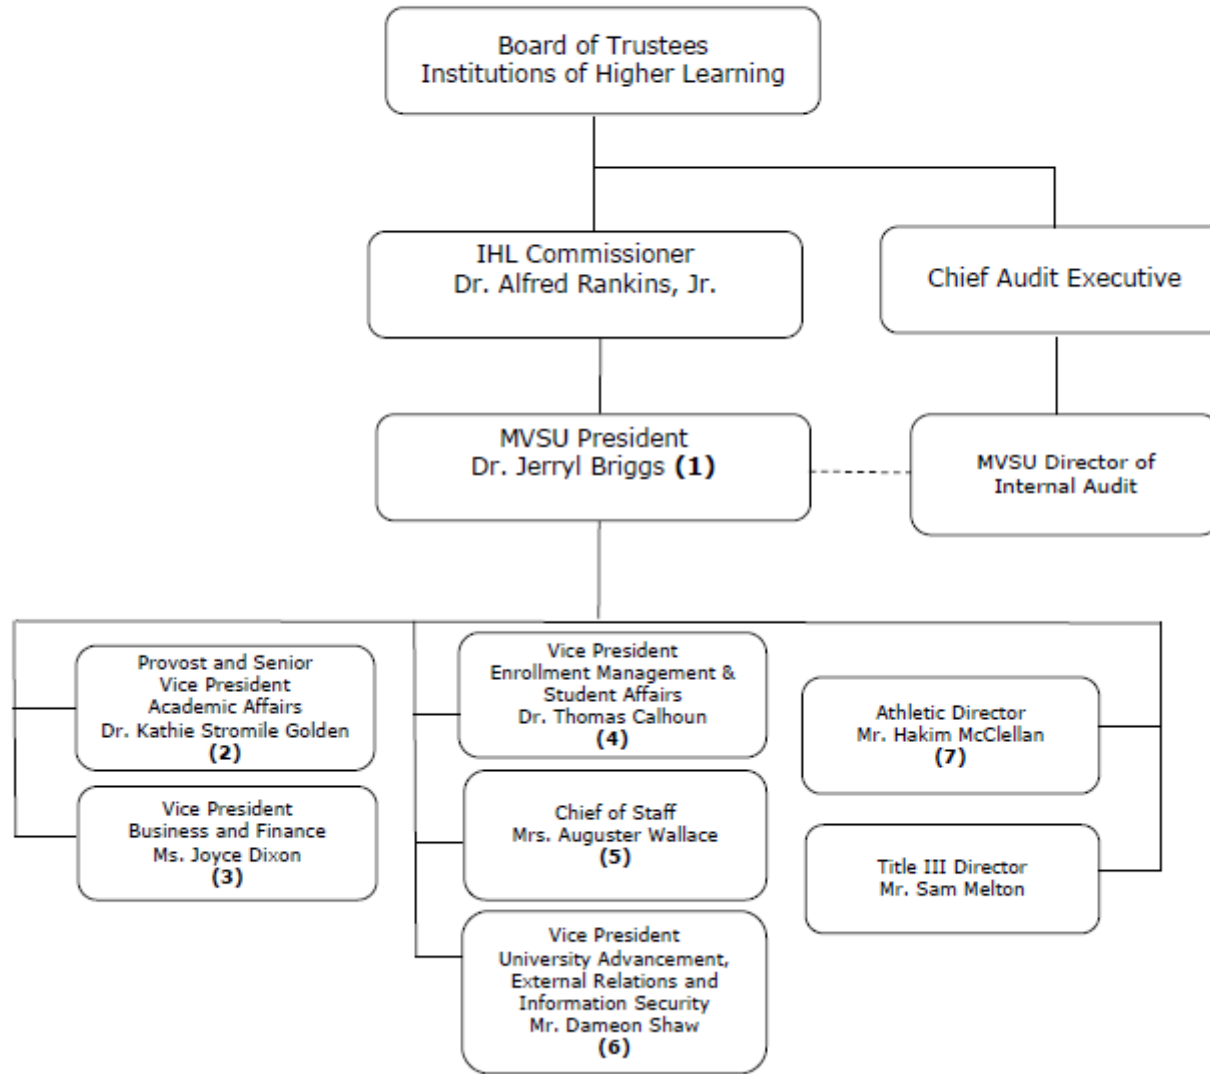 Board of Trustees
Institutions of Higher Learning
IHL Commissioner
Dr. Alfred Rankins, Jr.
Chief Audit Executive
MVSU President
Dr. Jerryl Briggs (1)
MVSU Director of
Internal Audit
Provost and Senior
Vice President
Academic Affairs
Dr. Kathie Stromile Golden
(2)
Vice President
Business and Finance
Ms. Joyce Dixon
(3)
Vice President
Enrollment Management &
Student Affairs
Dr. Thomas Calhoun
(4)
Chief of Staff
Mrs. Auguster Wallace
(5)
Vice President
University Advancement,
External Relations and
Information Security
Mr. Dameon Shaw
(6)
Athletic Director
Mr. Hakim McClellan
(7)
Title III Director
Mr. Sam Melton